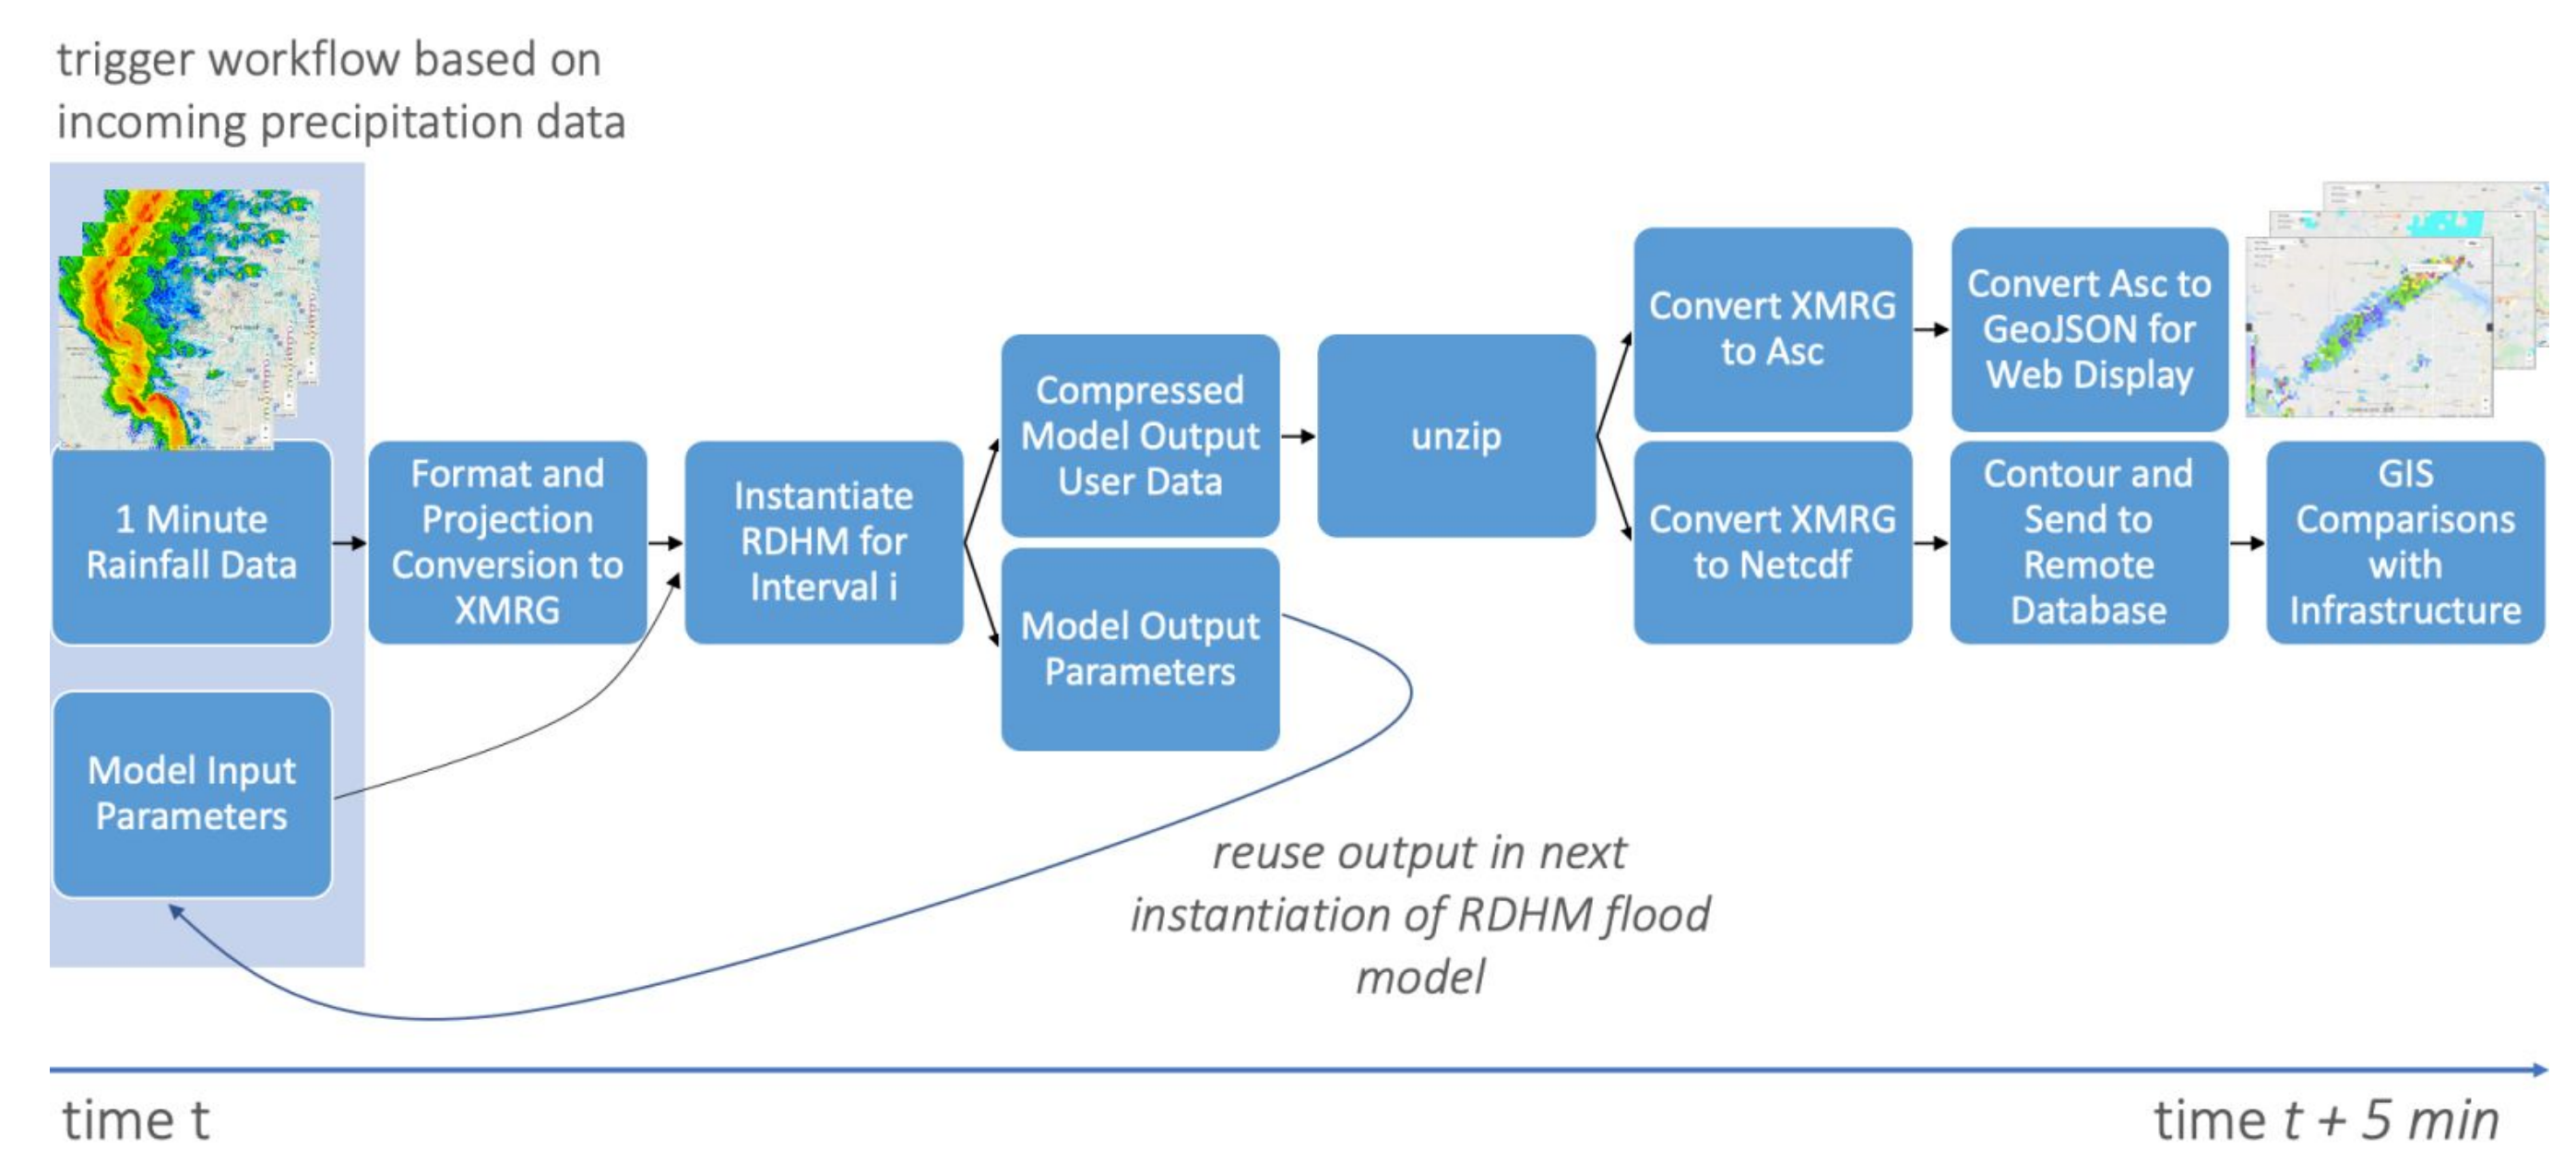 trigger workflow based on
incoming precipitation data
1 Minute
Rainfall Data
Format and
Projection
Conversion to
XMRG
Instantiate
RDHM for
Interval i
Compressed
Model Output
User Data
unzip
Convert XMRG
to Asc
Convert Asc to
GeoJSON for
Web Display
Convert XMRG
to Netcdf
Contour and
Send to
Remote
Database
GIS
Comparisons
with
Infrastructure
Model Output
Parameters
Model Input
Parameters
reuse output in next
instantiation of RDHM flood
model
time t
time t + 5 min